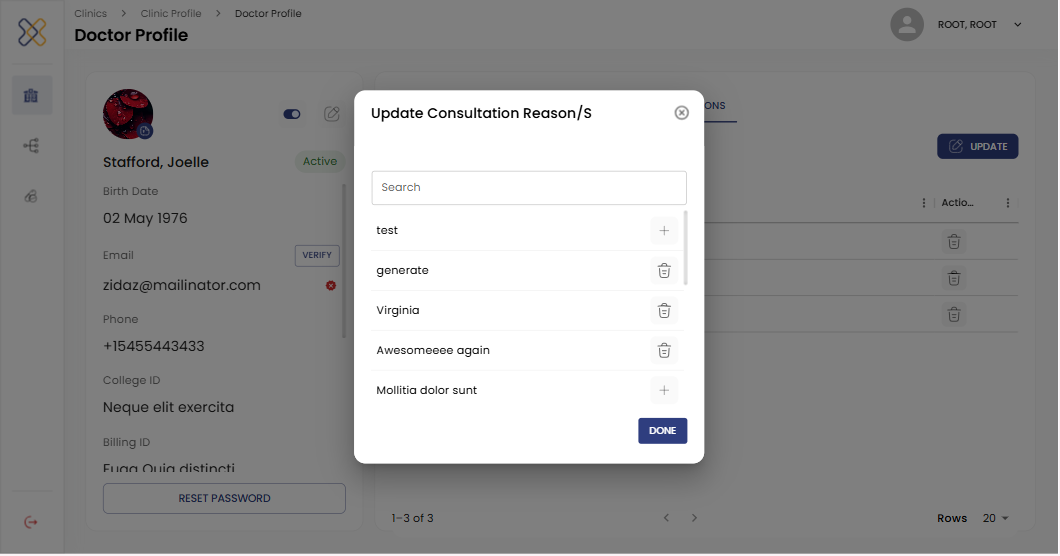 Clinics > Clinic Profile > Doctor Profile
Doctor Profile
ROOT, ROOT
Stafford, Joelle
Active
Birth Date
02 May 1976
Email
VERIFY
zidaz@mailinator.com
Phone
+15455443433
College ID
Neque elit exercita
Billing ID
Fuga Quia distincti
RESET PASSWORD
ONS
UPDATE
Actio...
1–3 of 3
Rows 20
Update Consultation Reason/S
Search
test
generate
Virginia
Awesomeeee again
Mollitia dolor sunt
DONE